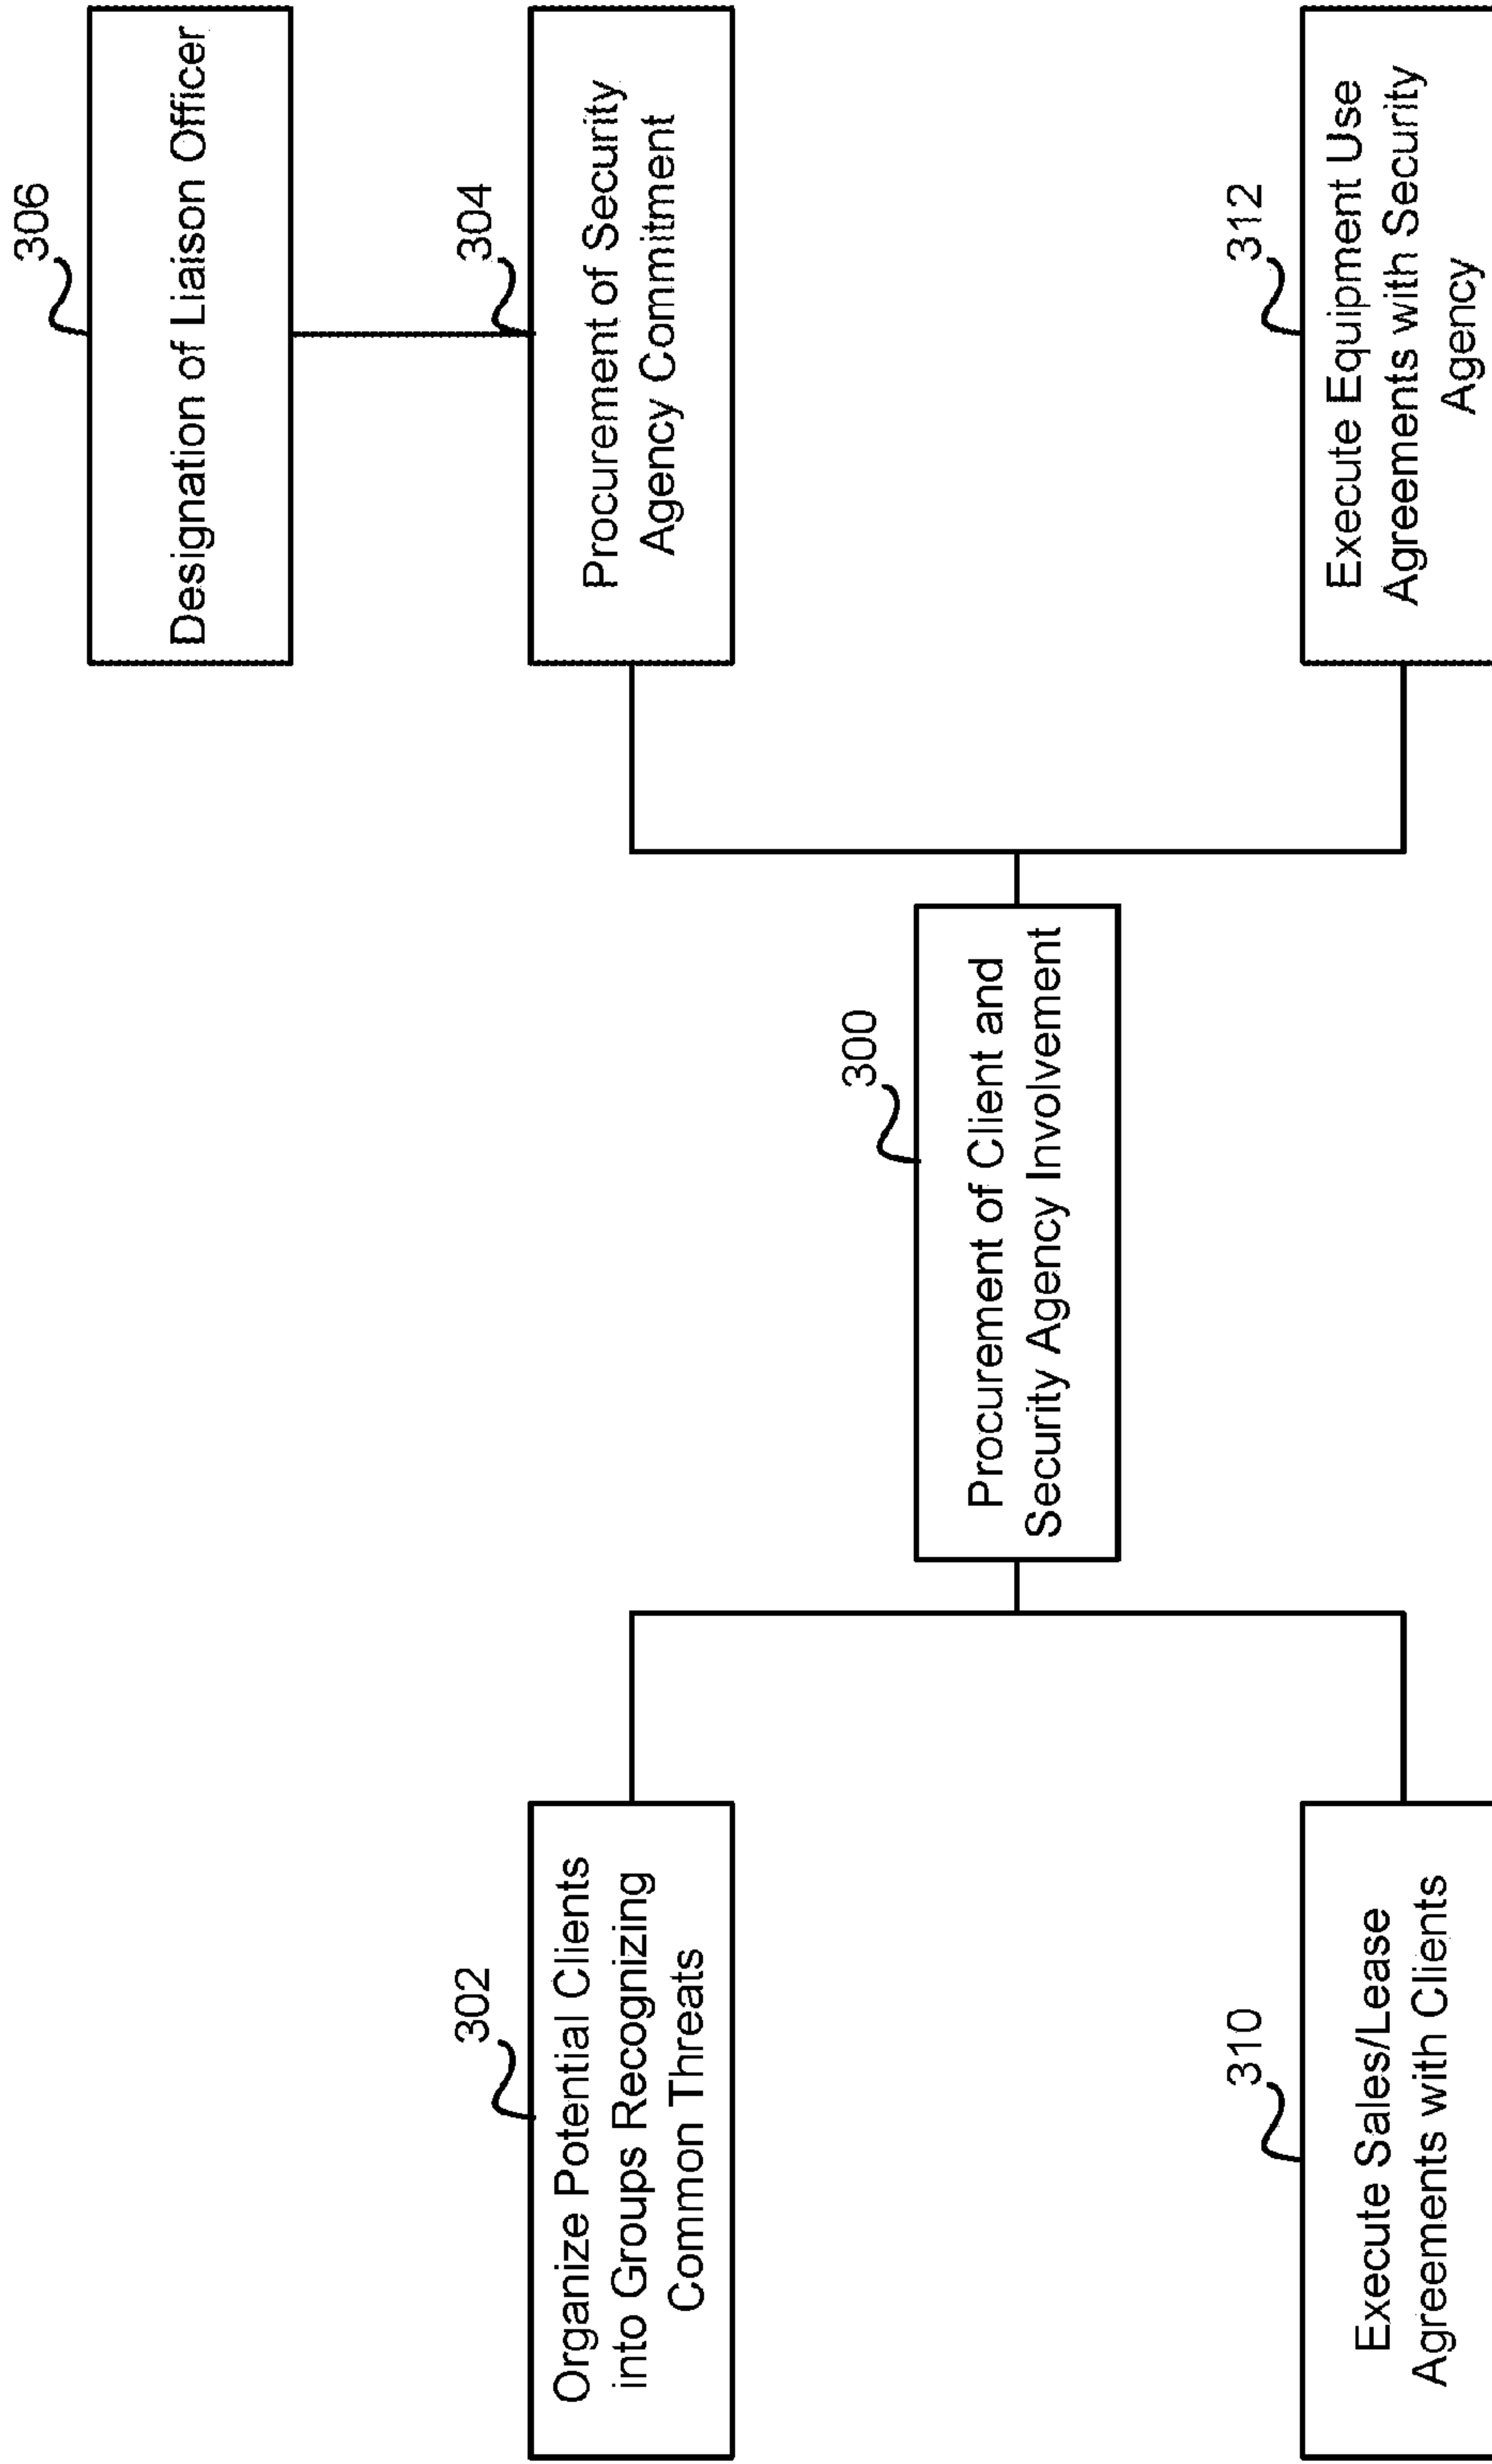 306
Designation of Liaison Officer
302
Organize Potential Clients
into Groups Recognizing
Common Threats
304
Procurement of Security
Agency Commitment
300
Procurement of Client and
Security Agency Involvement
310
Execute Sales/Lease
Agreements with Clients
312
Execute Equipment Use
Agreements with Security
Agency